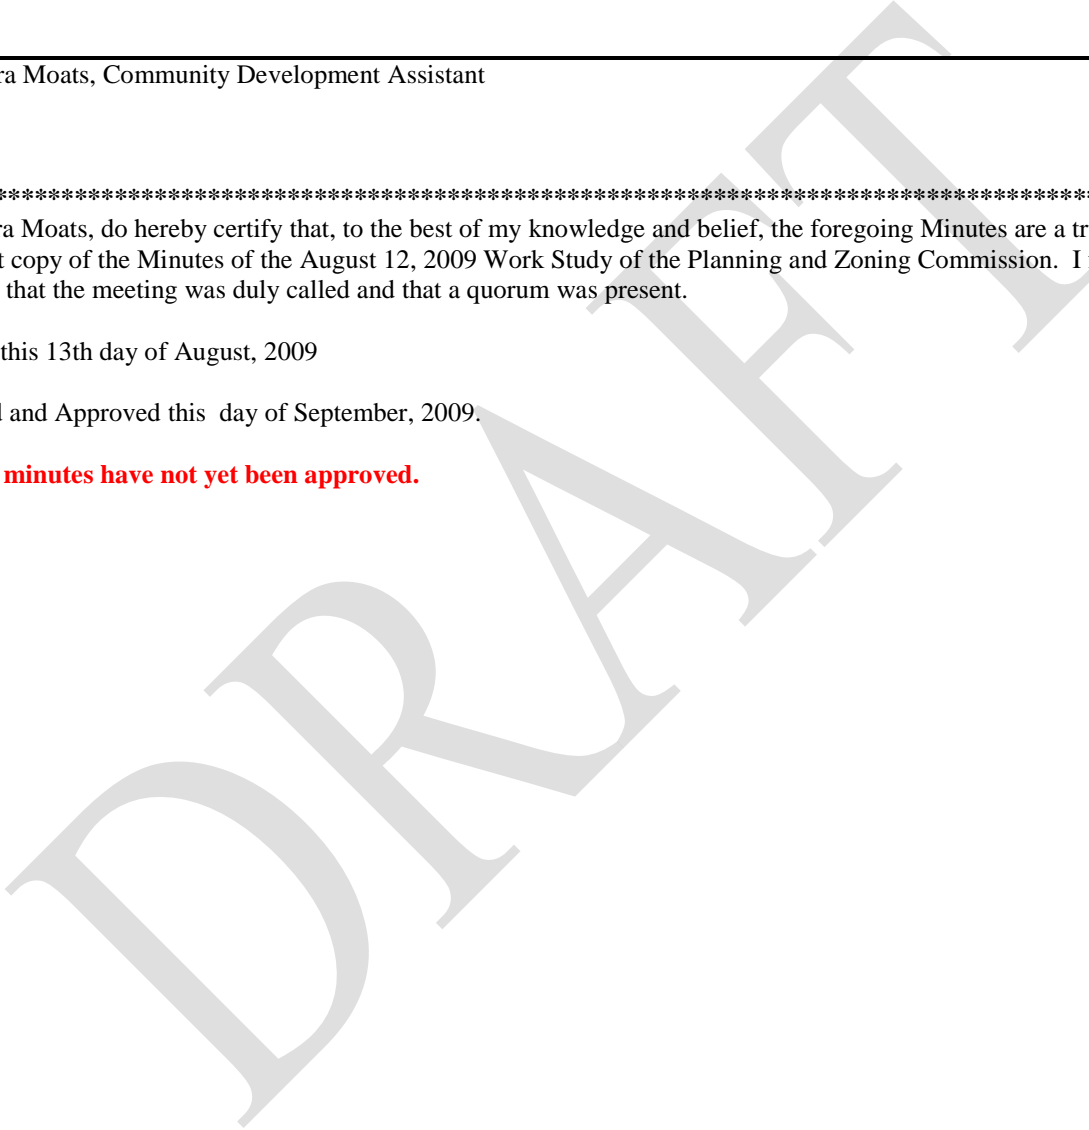 ra Moats, Community Development Assistant
****************************************************************************************
ra Moats, do hereby certify that, to the best of my knowledge and belief, the foregoing Minutes are a tr
t copy of the Minutes of the August 12, 2009 Work Study of the Planning and Zoning Commission. I
that the meeting was duly called and that a quorum was present.
this 13th day of August, 2009
d and Approved this day of September, 2009.
minutes have not yet been approved.
DRAFT